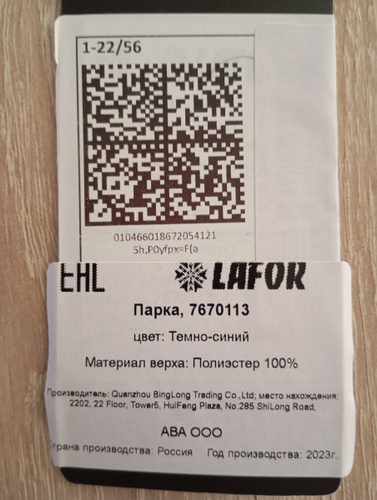 1-22/56
010466018672054121
5h.P0yfpx=F(a
EHC LAFOR
Парка, 7670113
цвет: Темно-синий
Материал верха: Полиэстер 100%
Производитель: Quanzhou BingLong Trading Co.,Ltd; место нахождения:
2202, 22 Floor, Tower5, HuiFeng Plaza, No.285 ShiLong Road,
АВА ООО
Страна производства: Россия Год производства: 2023г.